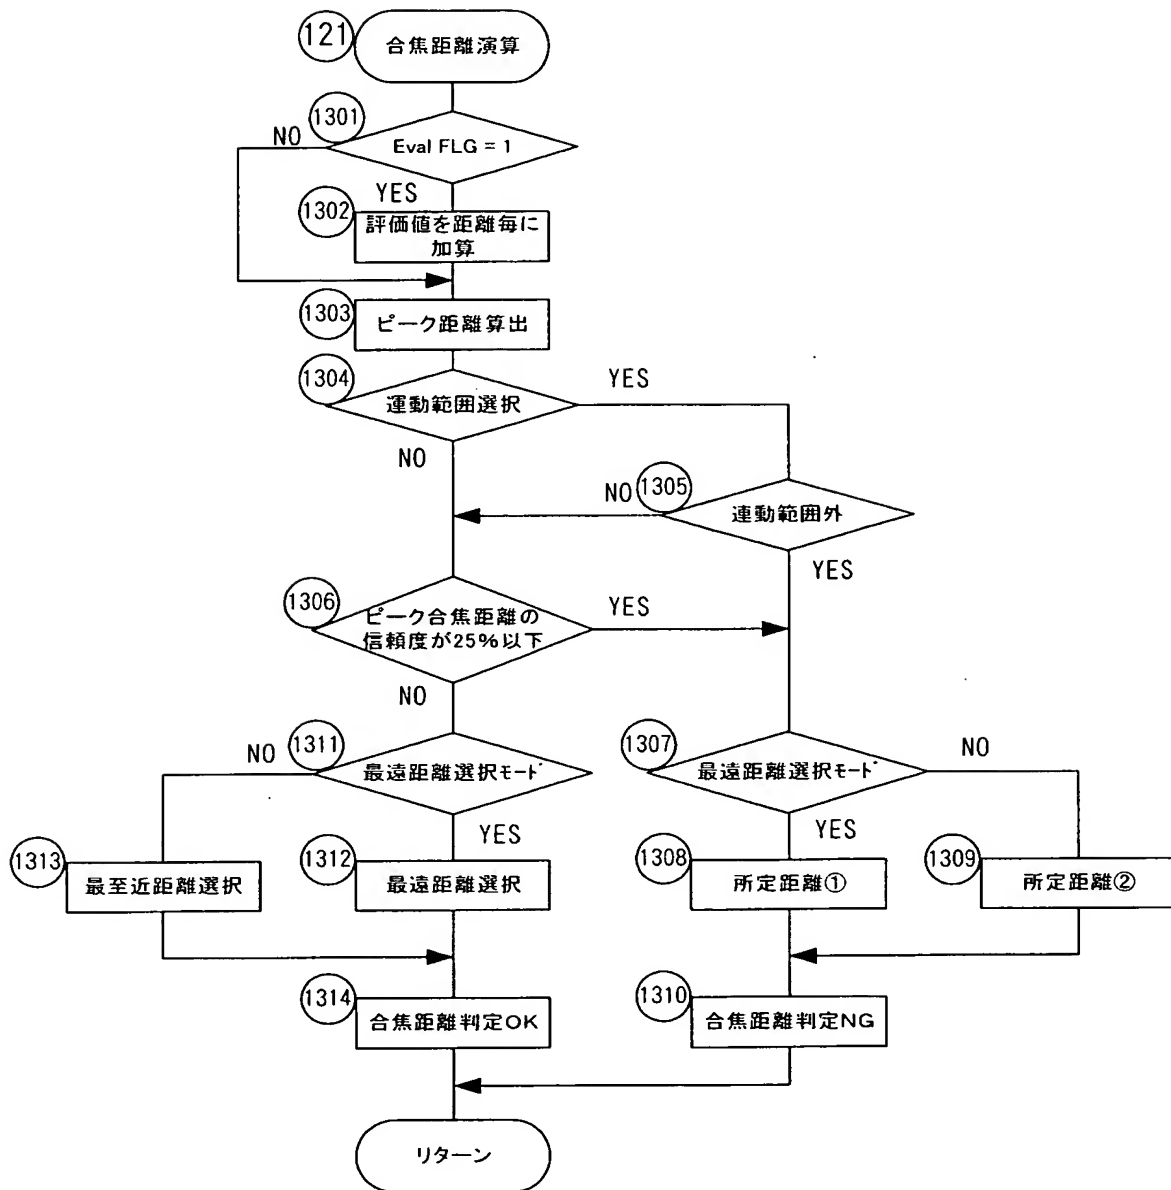 121
合焦距離演算
1301
NO
Eval FLG = 1
YES
1302
評価値を距離毎に
加算
1303
ピーク距離算出
1304
YES
運動範囲選択
NO
NO
1305
連動範囲外
YES
1306
YES
ピーク合焦距離の
信頼度が25%以下
NO
NO
1311
最遠距離選択モード
YES
1307
NO
最遠距離選択モード
YES
1313
最至近距離選択
1312
最遠距離選択
1308
所定距離①
1309
所定距離②
1314
合焦距離判定OK
1310
合焦距離判定NG
リターン